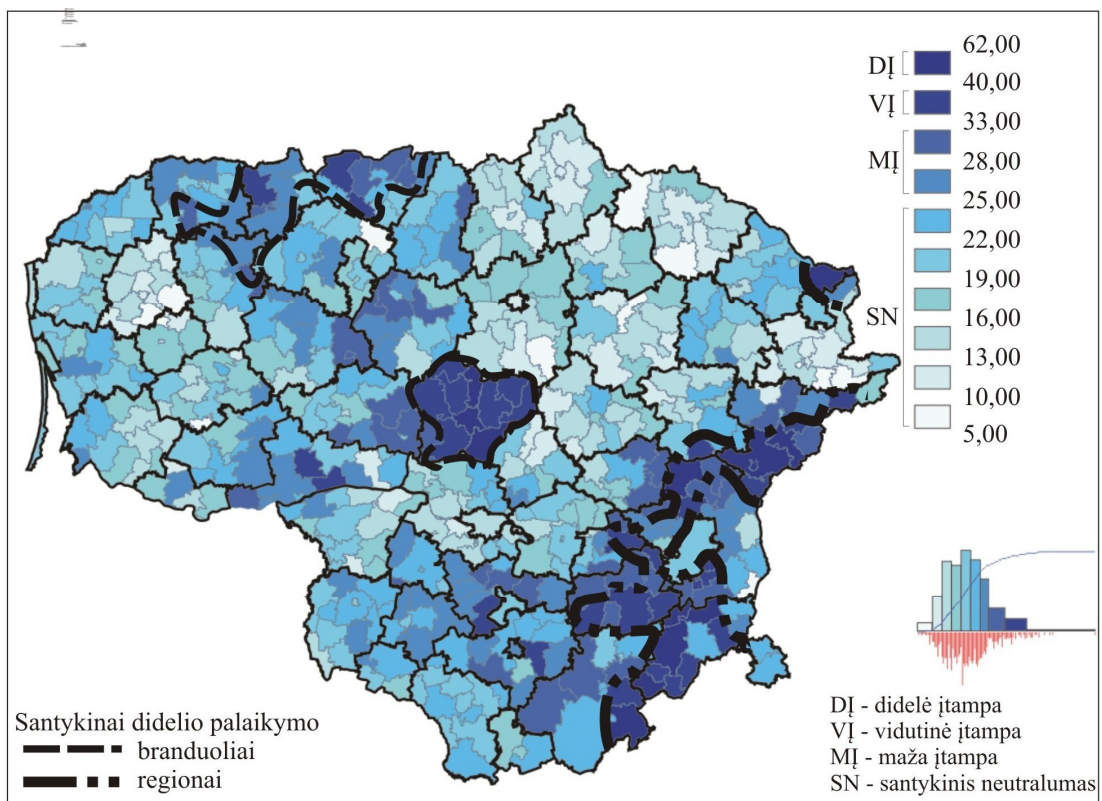 62,00
DĮ
40,00
VĮ
33,00
MĮ
28,00
25,00
22,00
19,00
SN
16,00
13,00
10,00
5,00
Santykinai didelio palaikymo
branduoliai
regionai
DĮ - didelė įtampa
VĮ - vidutinė įtampa
MĮ - maža įtampa
SN - santykinis neutralumas